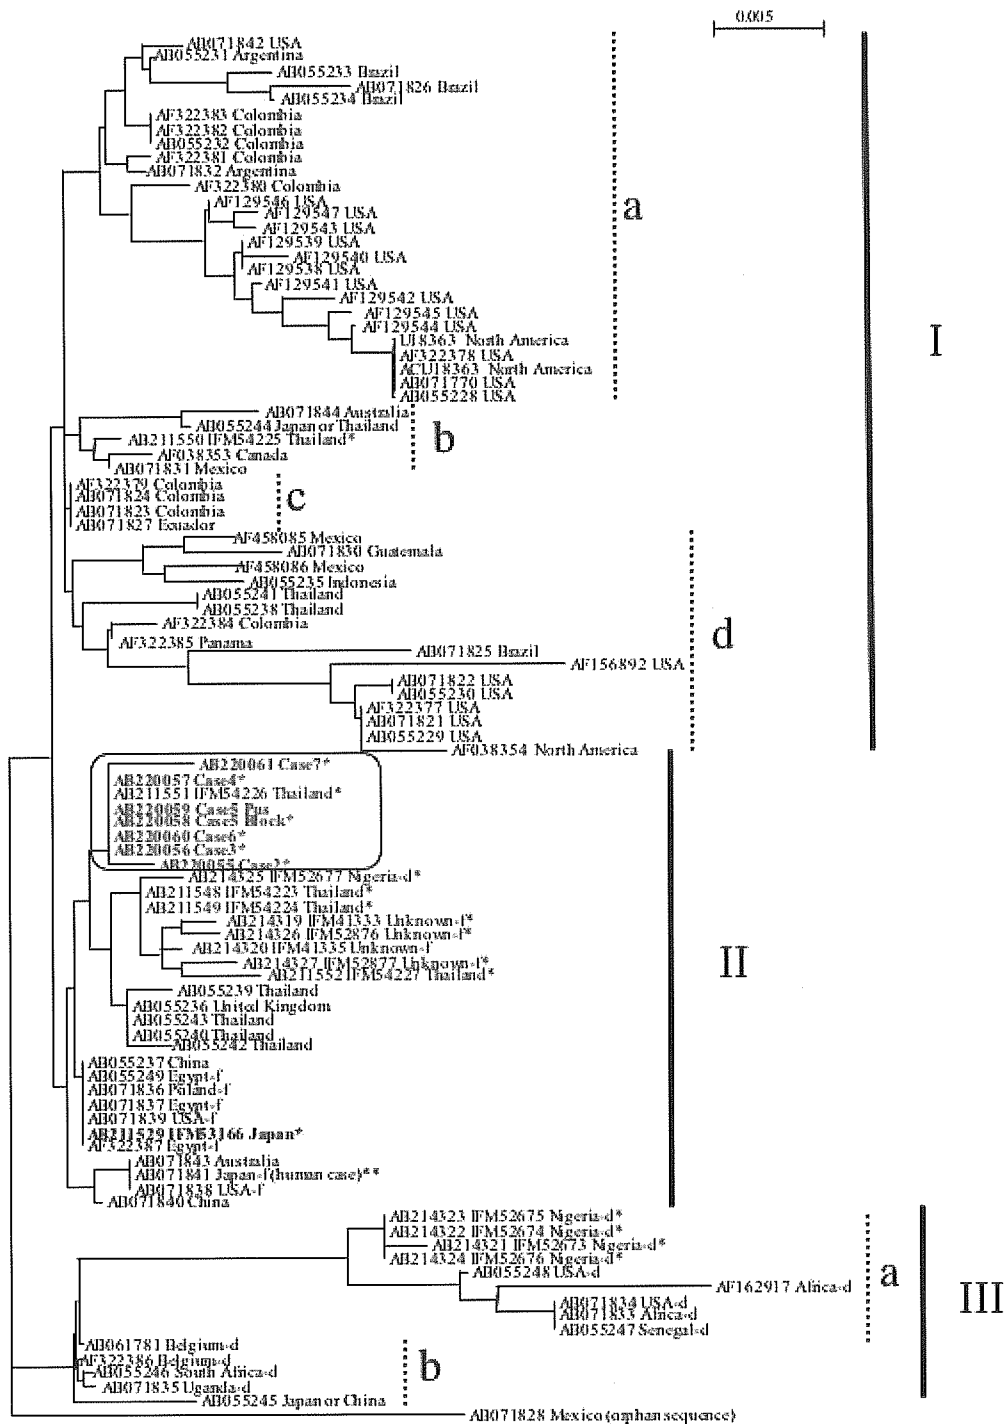 0.005
AB071842 USA
AB055231 Argentina
AB055233 Brazil
AB071826 Brazil
AB055234 Brazil
AF322383 Colombia
AF322382 Colombia
AB055232 Colombia
AF322381 Colombia
AB071832 Argentina
AF322380 Colombia
AF129546 USA
AF129547 USA
AF129543 USA
AF129539 USA
AF129540 USA
AF129538 USA
AF129541 USA
AF129542 USA
AF129545 USA
AF129544 USA
U18363 North America
AF322378 USA
ACU18363 North America
AB071770 USA
AB055228 USA
a
I
AB071844 Australia
AB055244 Japan or Thailand
AB211550 IFM54225 Thailand*
AF038353 Canada
AB071831 Mexico
b
AF322379 Colombia
AB071824 Colombia
AB071823 Colombia
AB071827 Ecuador
c
AF458085 Mexico
AB071830 Guatemala
AF458086 Mexico
AB055235 Indonesia
AB055241 Thailand
AB055238 Thailand
AF322384 Colombia
AF322385 Panama
AB071825 Brazil
AF156892 USA
AB071822 USA
AB055230 USA
AF322377 USA
AB071821 USA
AB055229 USA
AF038354 North America
d
AB220061 Case7*
AB220057 Case4*
AB211551 IFM54226 Thailand*
AB220059 Case5 Pus
AB220058 Case5 Block*
AB220060 Case6*
AB220056 Case3*
AB220055 Case2*
AB214325 IFM52677 Nigeria-d*
AB211548 IFM54223 Thailand*
AB211549 IFM54224 Thailand*
AB214319 IFM41333 Unknown-f*
AB214326 IFM52876 Unknown-f*
AB214320 IFM41335 Unknown-f
AB214327 IFM52877 Unknown-f*
AB211552 IFM54227 Thailand*
II
AB055239 Thailand
AB055236 United Kingdom
AB055243 Thailand
AB055240 Thailand
AB055242 Thailand
AB055237 China
AB055249 Egypt-f
AB071836 Poland-f
AB071837 Egypt-f
AB071839 USA-f
AB211529 IFM53166 Japan*
AF322387 Egypt-f
AB071843 Australia
AB071841 Japan-f(human case)**
AB071838 USA-f
AB071840 China
AB214323 IFM52675 Nigeria-d*
AB214322 IFM52674 Nigeria-d*
AB214321 IFM52673 Nigeria-d*
AB214324 IFM52676 Nigeria-d*
AB055248 USA-d
AF162917 Africa-d
AB071834 USA-d
AB071833 Africa-d
AB055247 Senegal-d
a
III
AB061781 Belgium-d
AF322386 Belgium-d
AB055246 South Africa-d
AB071835 Uganda-d
AB055245 Japan or China
b
AB071828 Mexico (orphan sequence)